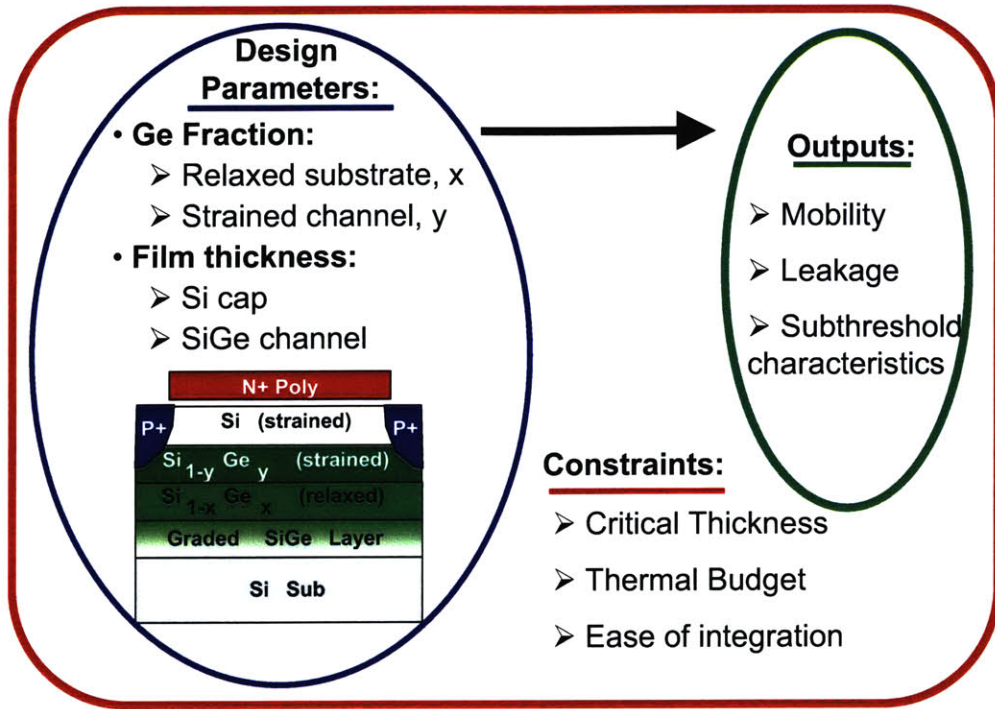 Design
Parameters:
• Ge Fraction:
➢ Relaxed substrate, x
➢ Strained channel, y
• Film thickness:
➢ Si cap
➢ SiGe channel
N+ Poly
P+ Si (strained) P+
Si1-y Gey (strained)
Si1-x Gex (relaxed)
Graded SiGe Layer
Si Sub
Outputs:
➢ Mobility
➢ Leakage
➢ Subthreshold
characteristics
Constraints:
➢ Critical Thickness
➢ Thermal Budget
➢ Ease of integration